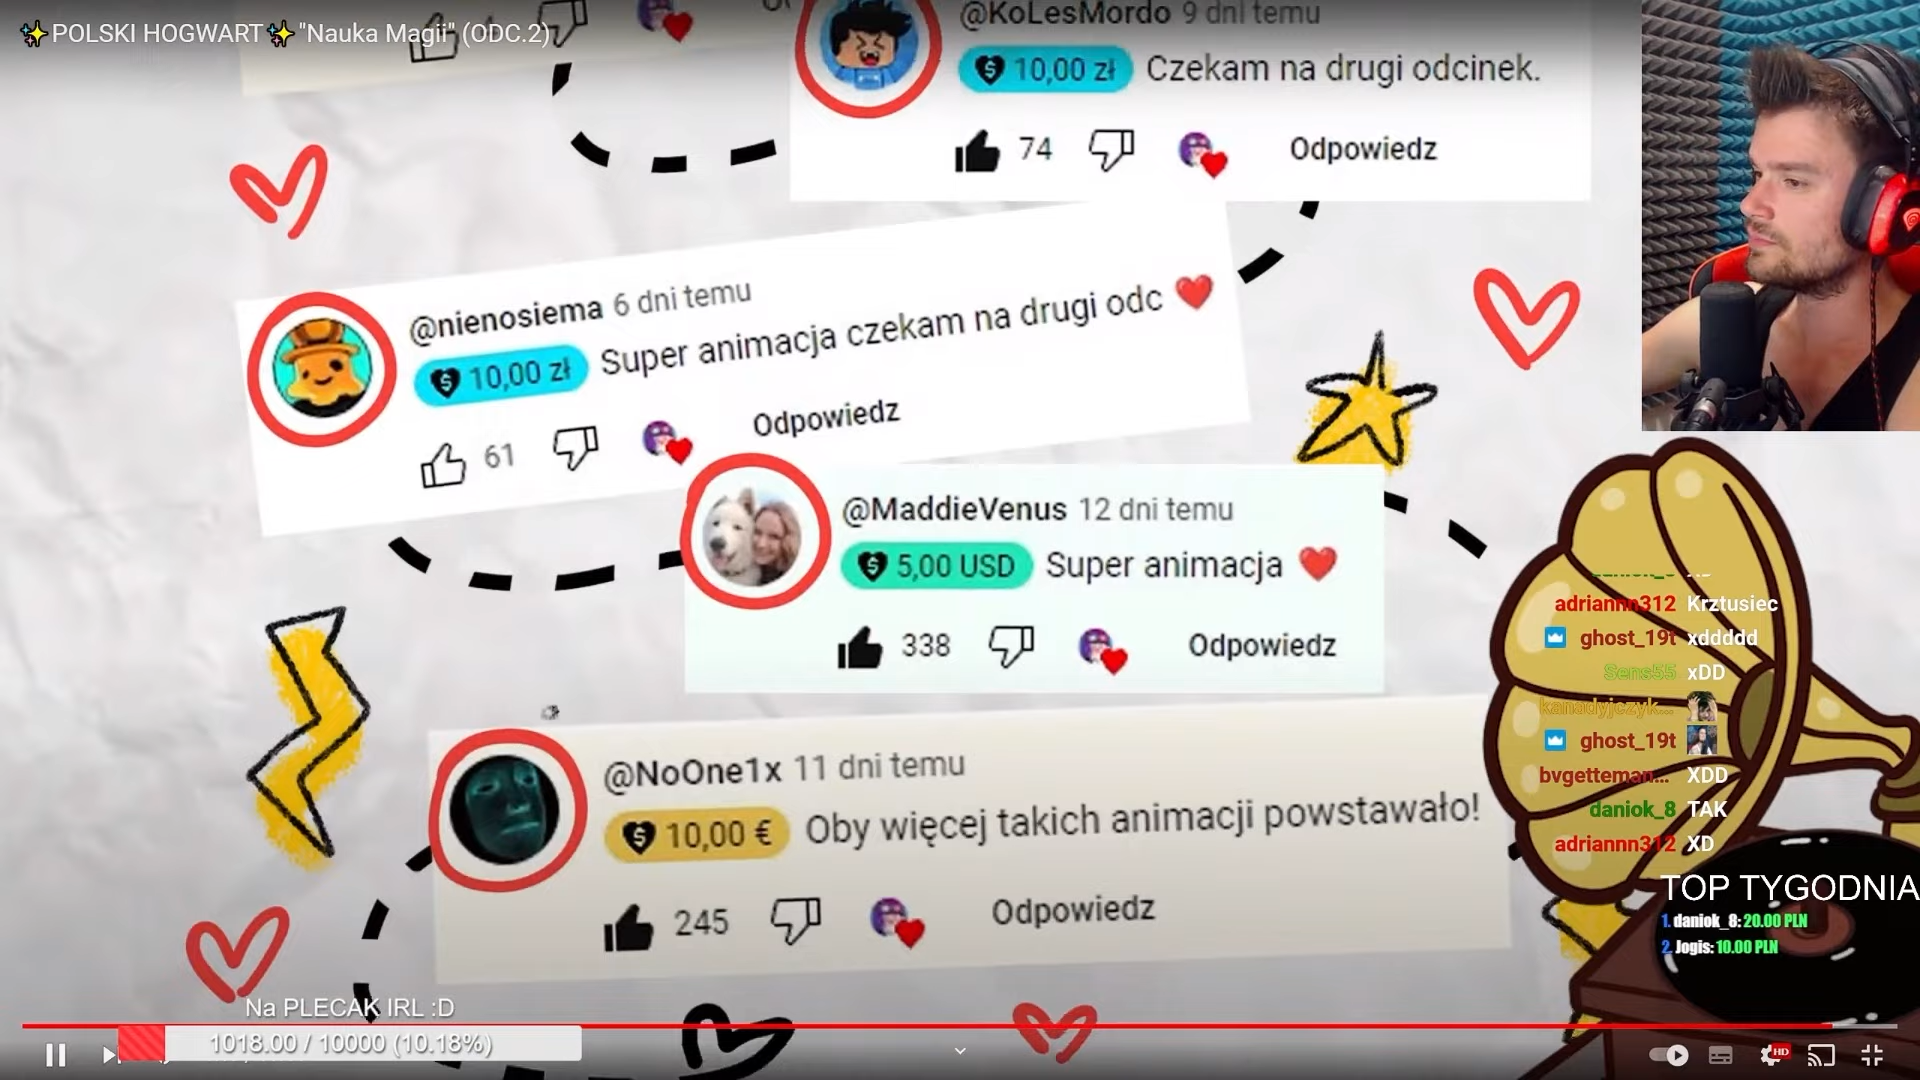 ✨POLSKI HOGWART✨"Nauka Magii" (ODC.2)
@KoLesMordo 9 dni temu
10,00 zł Czekam na drugi odcinek.
74 Odpowiedz
@nienosiema 6 dni temu
10,00 zł Super animacja czekam na drugi odc ❤️
61 Odpowiedz
@MaddieVenus 12 dni temu
5,00 USD Super animacja ❤️
338 Odpowiedz
@NoOne1x 11 dni temu
10,00 € Oby więcej takich animacji powstawało!
245 Odpowiedz
adriannn312 Krztusiec
ghost_19t xddddd
Sens55 xDD
kanadyjczyk...
ghost_19t
bvgetteman... XDD
daniok_8 TAK
adriannn312 XD
TOP TYGODNIA
1. daniok_8: 20.00 PLN
2. Jogis: 10.00 PLN
Na PLECAK IRL :D
1018.00 / 10000 (10.18%)
HD